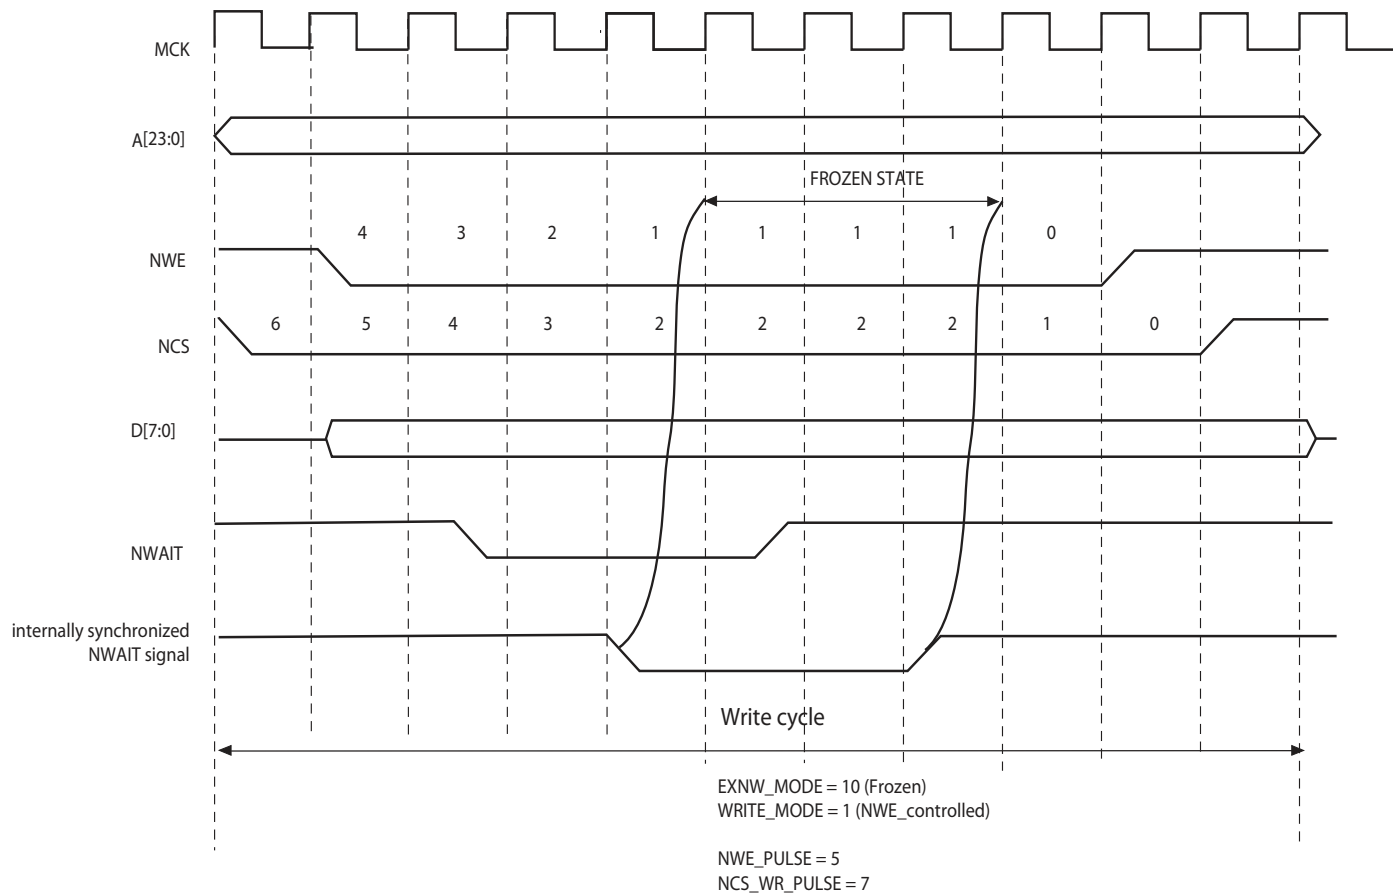 MCK
A[23:0]
FROZEN STATE
4 3 2 1 1 1 1 0
NWE
6 5 4 3 2 2 2 2 1 0
NCS
D[7:0]
NWAIT
internally synchronized
NWAIT signal
Write cycle
EXNW_MODE = 10 (Frozen)
WRITE_MODE = 1 (NWE_controlled)
NWE_PULSE = 5
NCS_WR_PULSE = 7